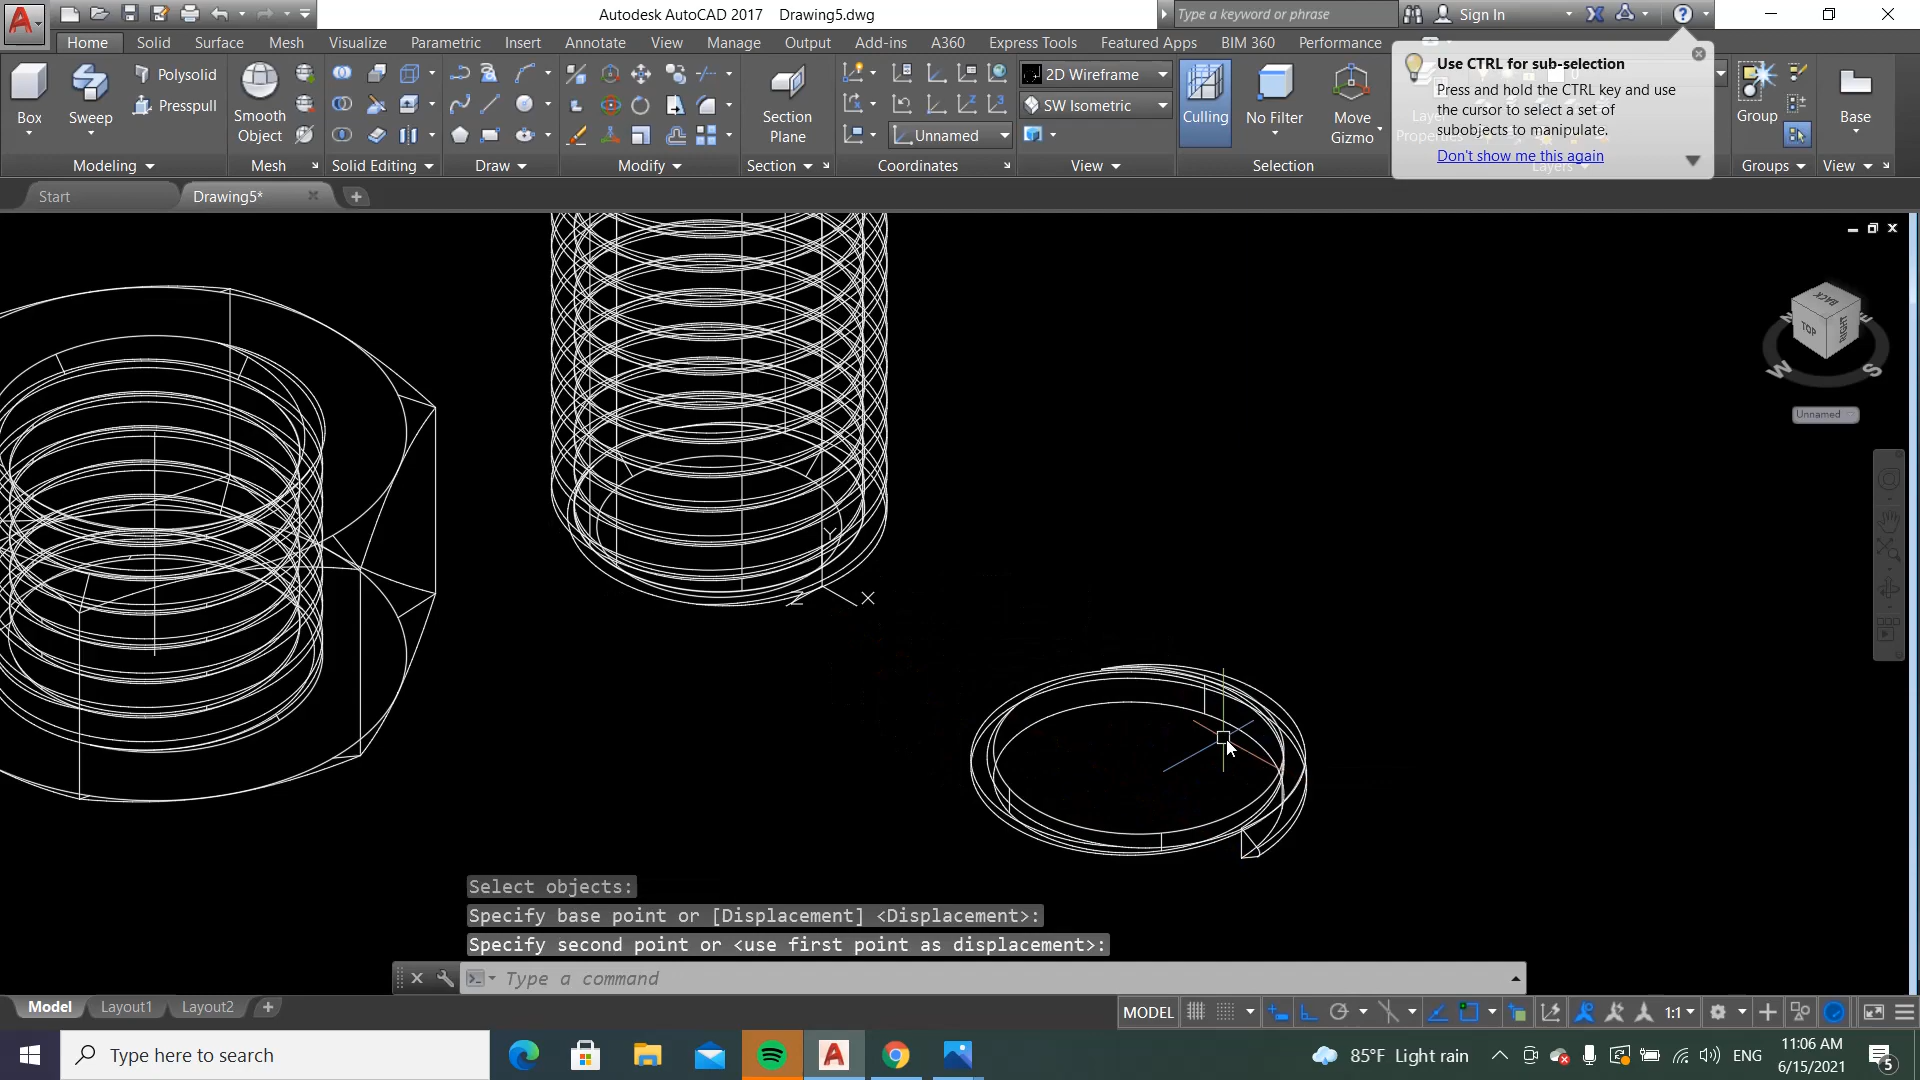 Autodesk AutoCAD 2017 Drawing5.dwg
Type a keyword or phrase
Sign In
Home Solid Surface Mesh Visualize Parametric Insert Annotate View Manage Output Add-ins A360 Express Tools Featured Apps BIM 360 Performance
Box
Sweep
Polysolid
Presspull
Smooth
Object
Section
Plane
Unnamed
2D Wireframe
SW Isometric
Culling
No Filter
Move
Gizmo
Use CTRL for sub-selection
Press and hold the CTRL key and use
the cursor to select a set of
subobjects to manipulate.
Don't show me this again
Group
Base
Modeling Mesh Solid Editing Draw Modify Section Coordinates View Selection Groups View
Start Drawing5*
BACK
TOP
RIGHT
W
S
Unnamed
Y
Z X
Select objects:
Specify base point or [Displacement] <Displacement>:
Specify second point or <use first point as displacement>:
Type a command
Model Layout1 Layout2
MODEL 1:1
Type here to search
85°F Light rain
ENG
11:06 AM
6/15/2021
5